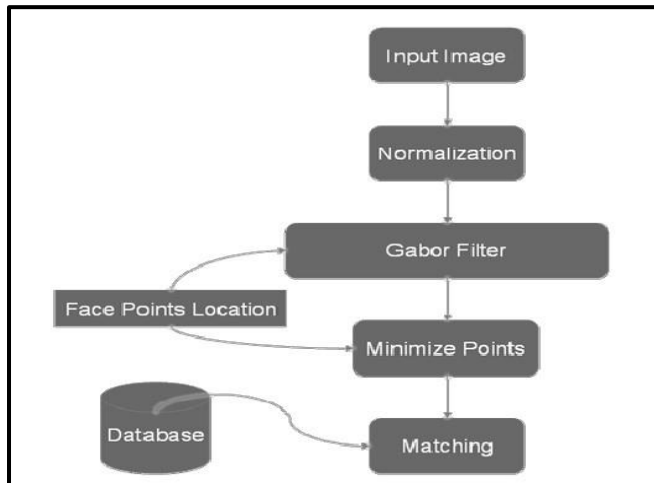 Input Image
Normalization
Gabor Filter
Face Points Location
Minimize Points
Database
Matching